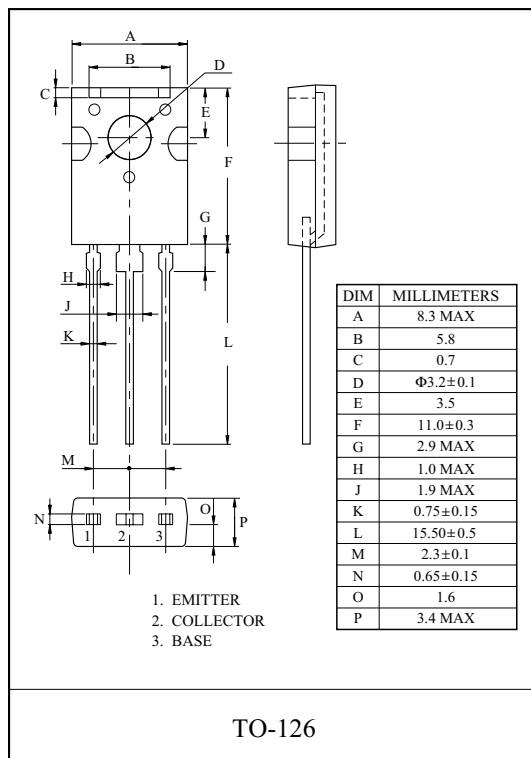 A
B
D
C
E
F
G
H
J
K
L
M
N
O
P
1 2 3
1. EMITTER
2. COLLECTOR
3. BASE
DIM MILLIMETERS
A 8.3 MAX
B 5.8
C 0.7
D Φ3.2±0.1
E 3.5
F 11.0±0.3
G 2.9 MAX
H 1.0 MAX
J 1.9 MAX
K 0.75±0.15
L 15.50±0.5
M 2.3±0.1
N 0.65±0.15
O 1.6
P 3.4 MAX
TO-126